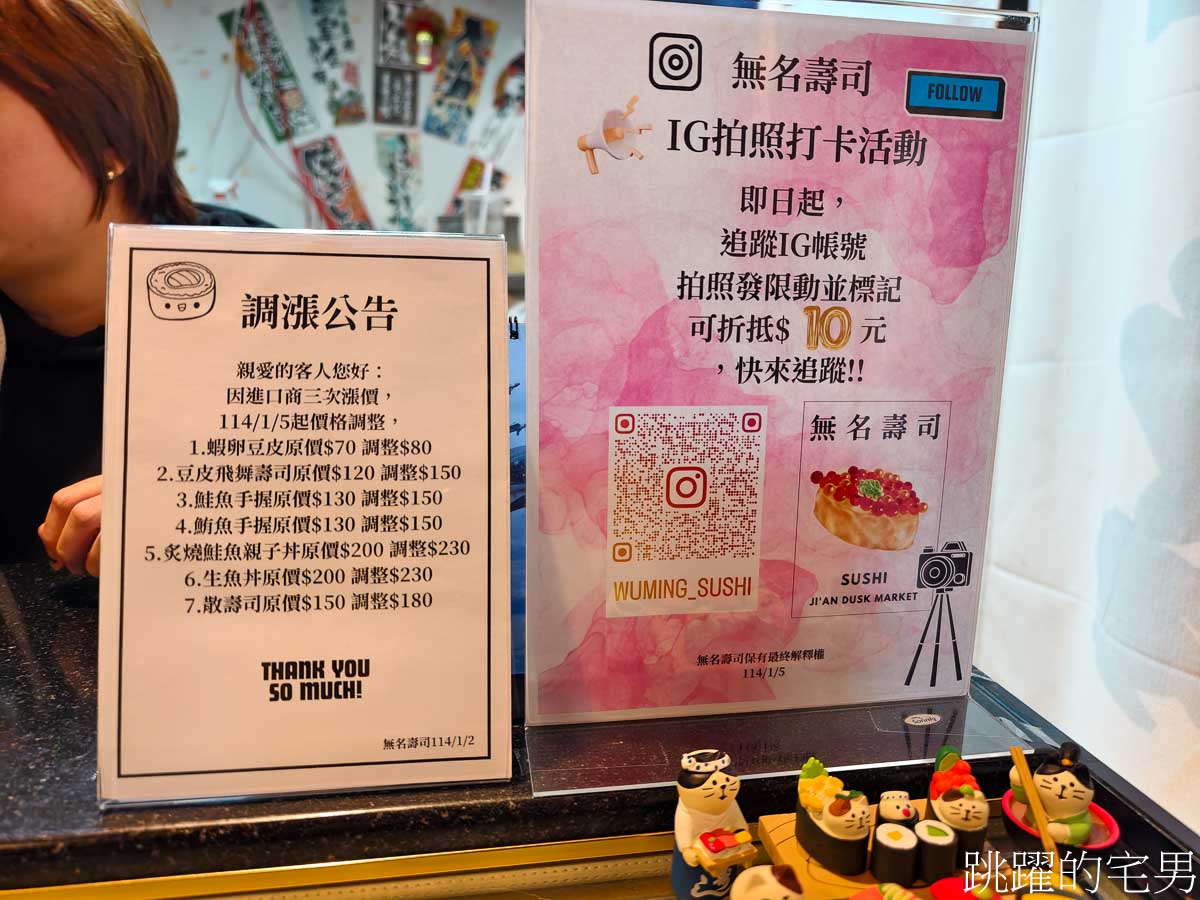 調漲公告
親愛的客人您好：
因進口商三次漲價，
114/1/5起價格調整，
1.蝦卵豆皮原價$70 調整$80
2.豆皮飛舞壽司原價$120 調整$150
3.鮭魚手握原價$130 調整$150
4.鮪魚手握原價$130 調整$150
5.炙燒鮭魚親子丼原價$200 調整$230
6.生魚丼原價$200 調整$230
7.散壽司原價$150 調整$180
THANK YOU
SO MUCH!
無名壽司114/1/2
無名壽司
FOLLOW
IG拍照打卡活動
即日起，
追蹤IG帳號
拍照發限動並標記
可折抵$ 10 元
，快來追蹤!!
WUMING_SUSHI
無名壽司
SUSHI
JI'AN DUSK MARKET
無名壽司保有最終解釋權
114/1/5
跳躍的宅男